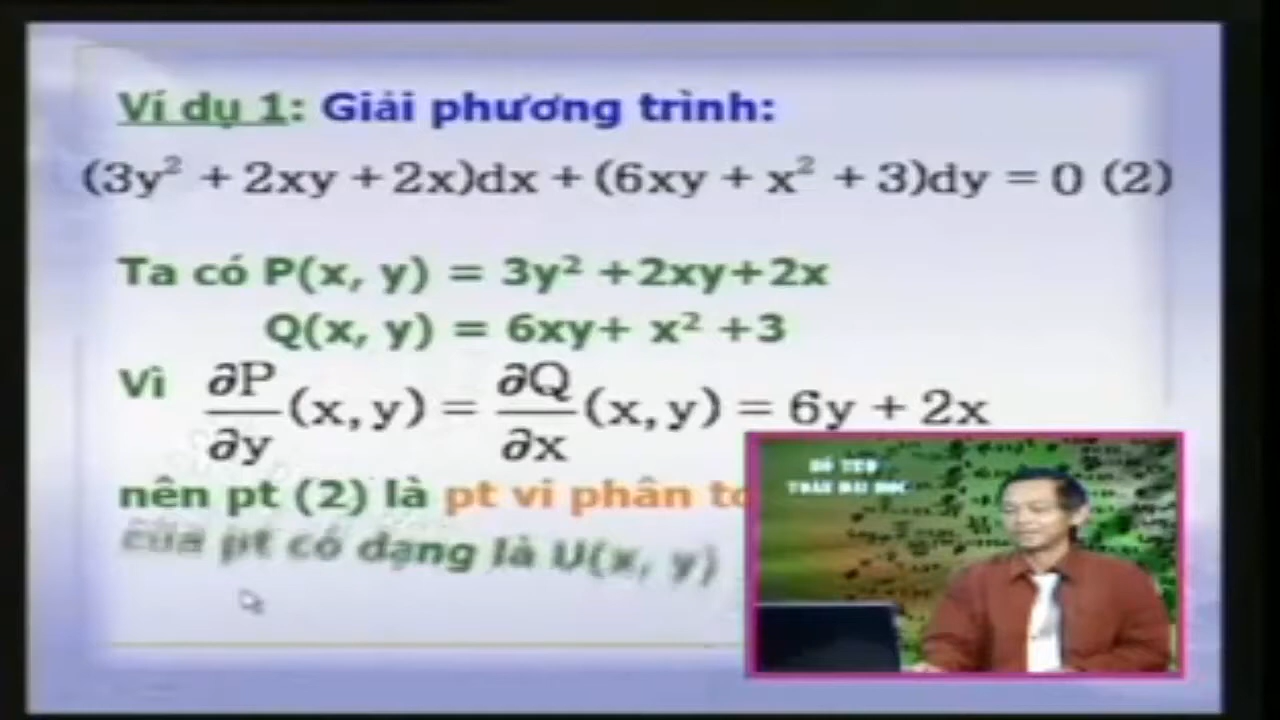 Ví dụ 1: Giải phương trình:
(3y² + 2xy + 2x)dx + (6xy + x² + 3)dy = 0 (2)
Ta có P(x, y) = 3y² +2xy+2x
Q(x, y) = 6xy+ x² +3
Vì ∂P/∂y (x, y) = ∂Q/∂x (x, y) = 6y + 2x
nên pt (2) là pt vi phân to
của pt có dạng là U(x, y)